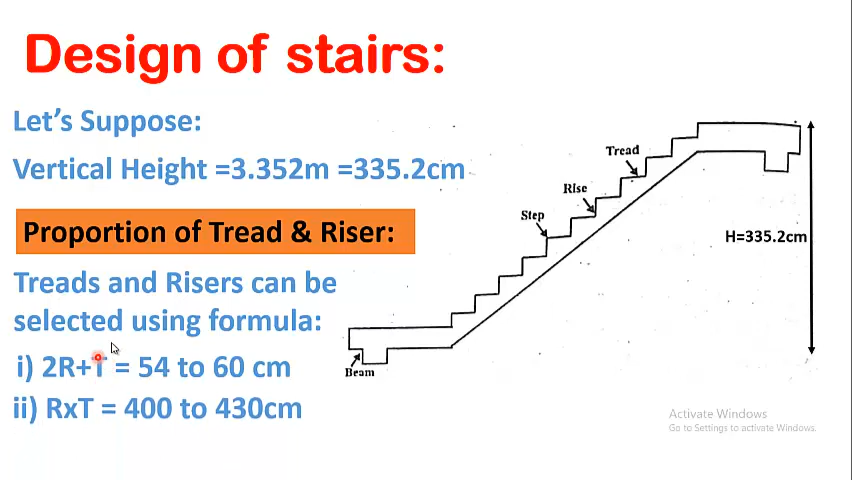 Design of stairs:
Let's Suppose:
Vertical Height =3.352m =335.2cm
Proportion of Tread & Riser:
Treads and Risers can be
selected using formula:
i) 2R+T = 54 to 60 cm
ii) RxT = 400 to 430cm
Tread
Rise
Step
H=335.2cm
Beam
Activate Windows
Go to Settings to activate Windows.